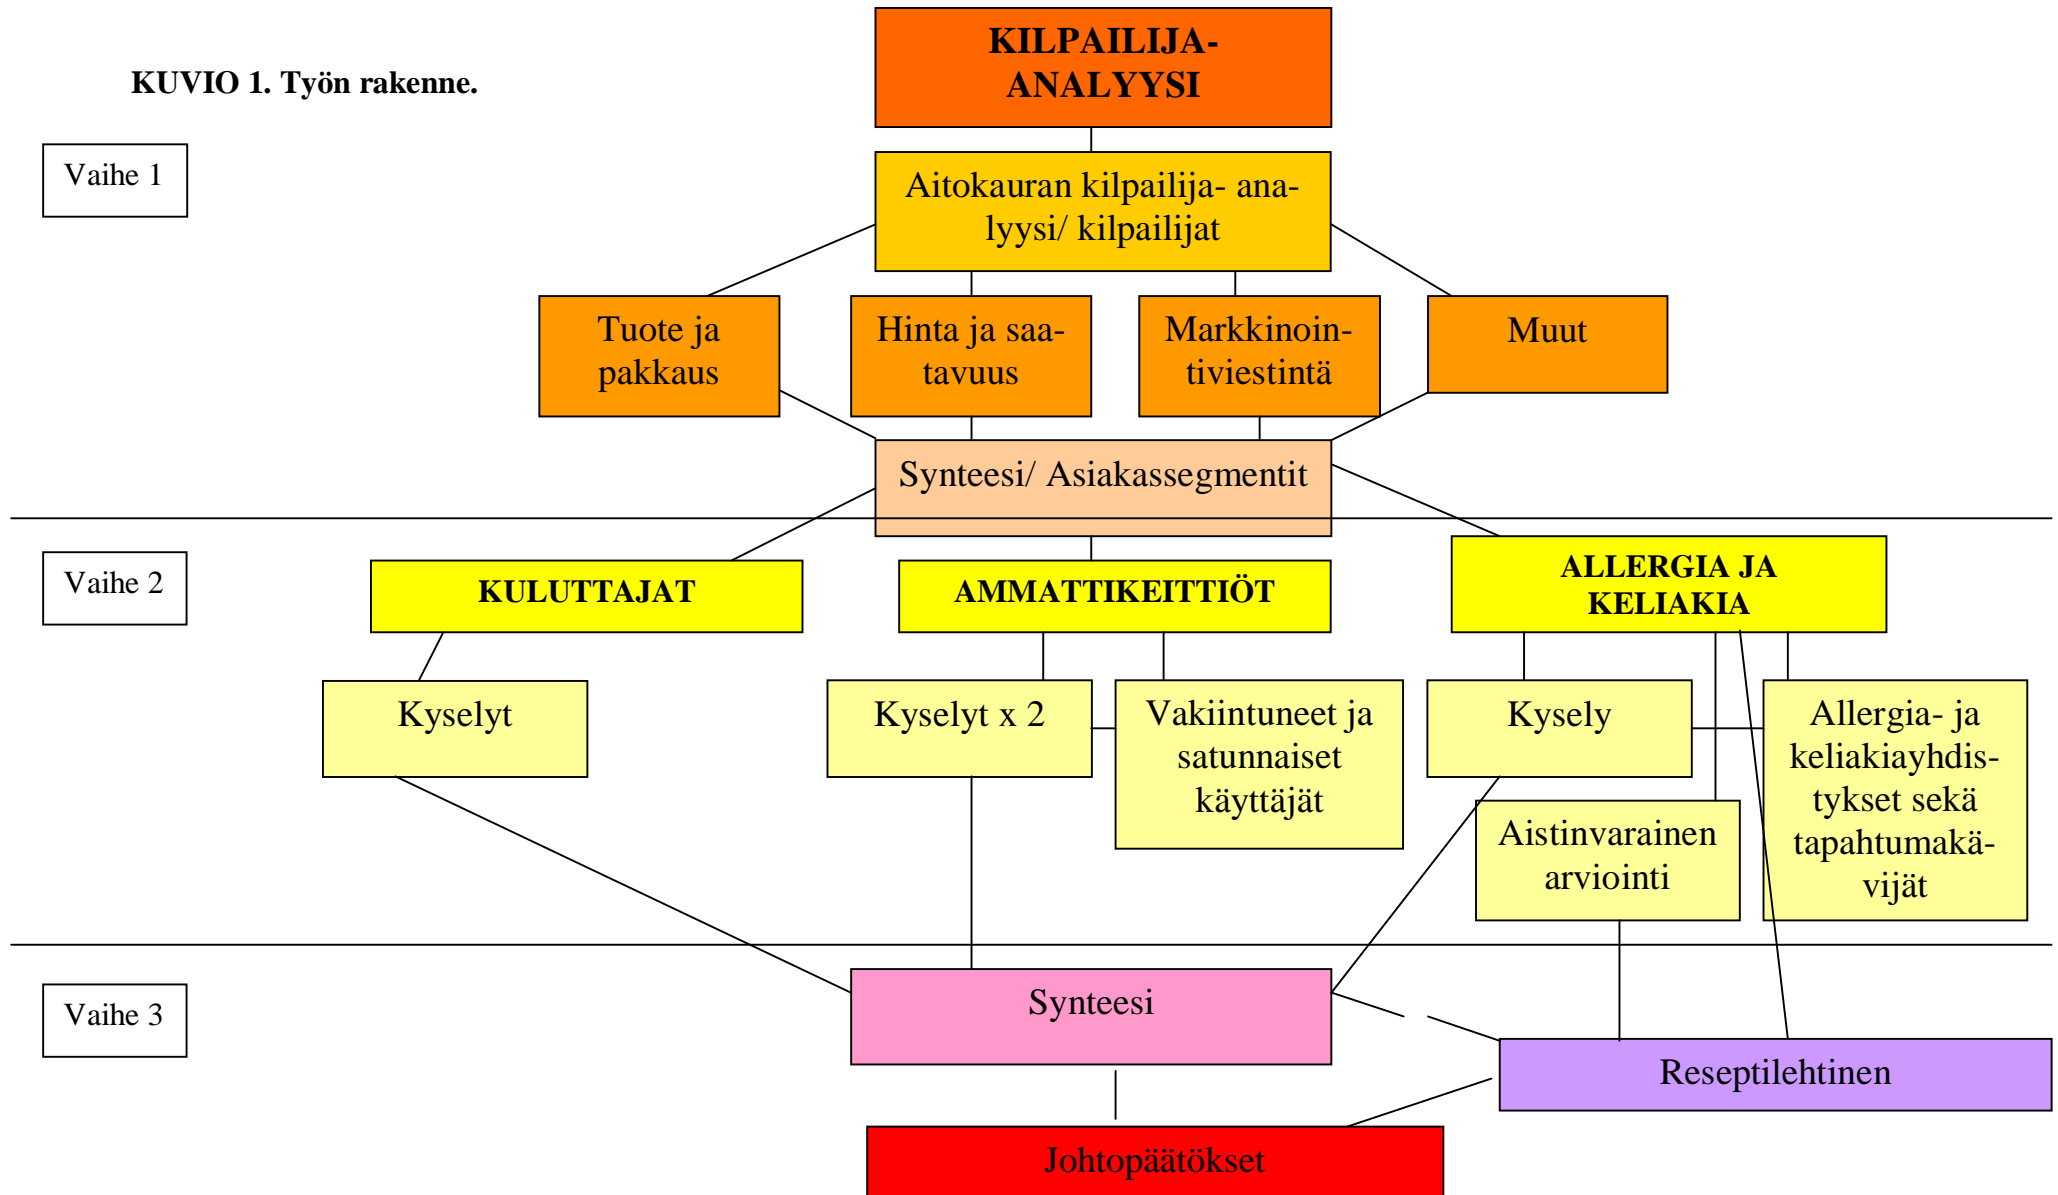 KILPAILIJA-
ANALYYSI
KUVIO 1. Työn rakenne.
Vaihe 1
Aitokauran kilpailija- ana-
lyysi/ kilpailijat
Tuote ja
pakkaus
Hinta ja saa-
tavuus
Markkinoin-
tiviestintä
Muut
Synteesi/ Asiakassegmentit
Vaihe 2
KULUTTAJAT
AMMATTIKEITTIÖT
ALLERGIA JA
KELIAKIA
Kyselyt
Kyselyt x 2
Vakiintuneet ja
satunnaiset
käyttäjät
Kysely
Allergia- ja
keliakiayhdis-
tykset sekä
tapahtumakä-
vijät
Aistinvarainen
arviointi
Vaihe 3
Synteesi
Reseptilehtinen
Johtopäätökset